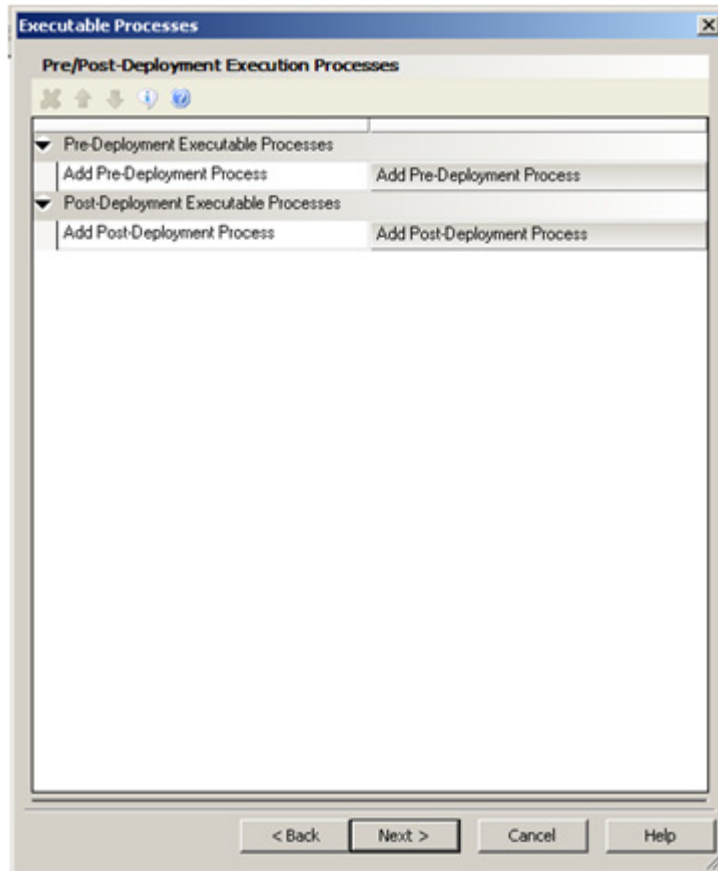 Executable Processes
Pre/Post-Deployment Execution Processes
Pre-Deployment Executable Processes
Add Pre-Deployment Process Add Pre-Deployment Process
Post-Deployment Executable Processes
Add Post-Deployment Process Add Post-Deployment Process
< Back Next > Cancel Help